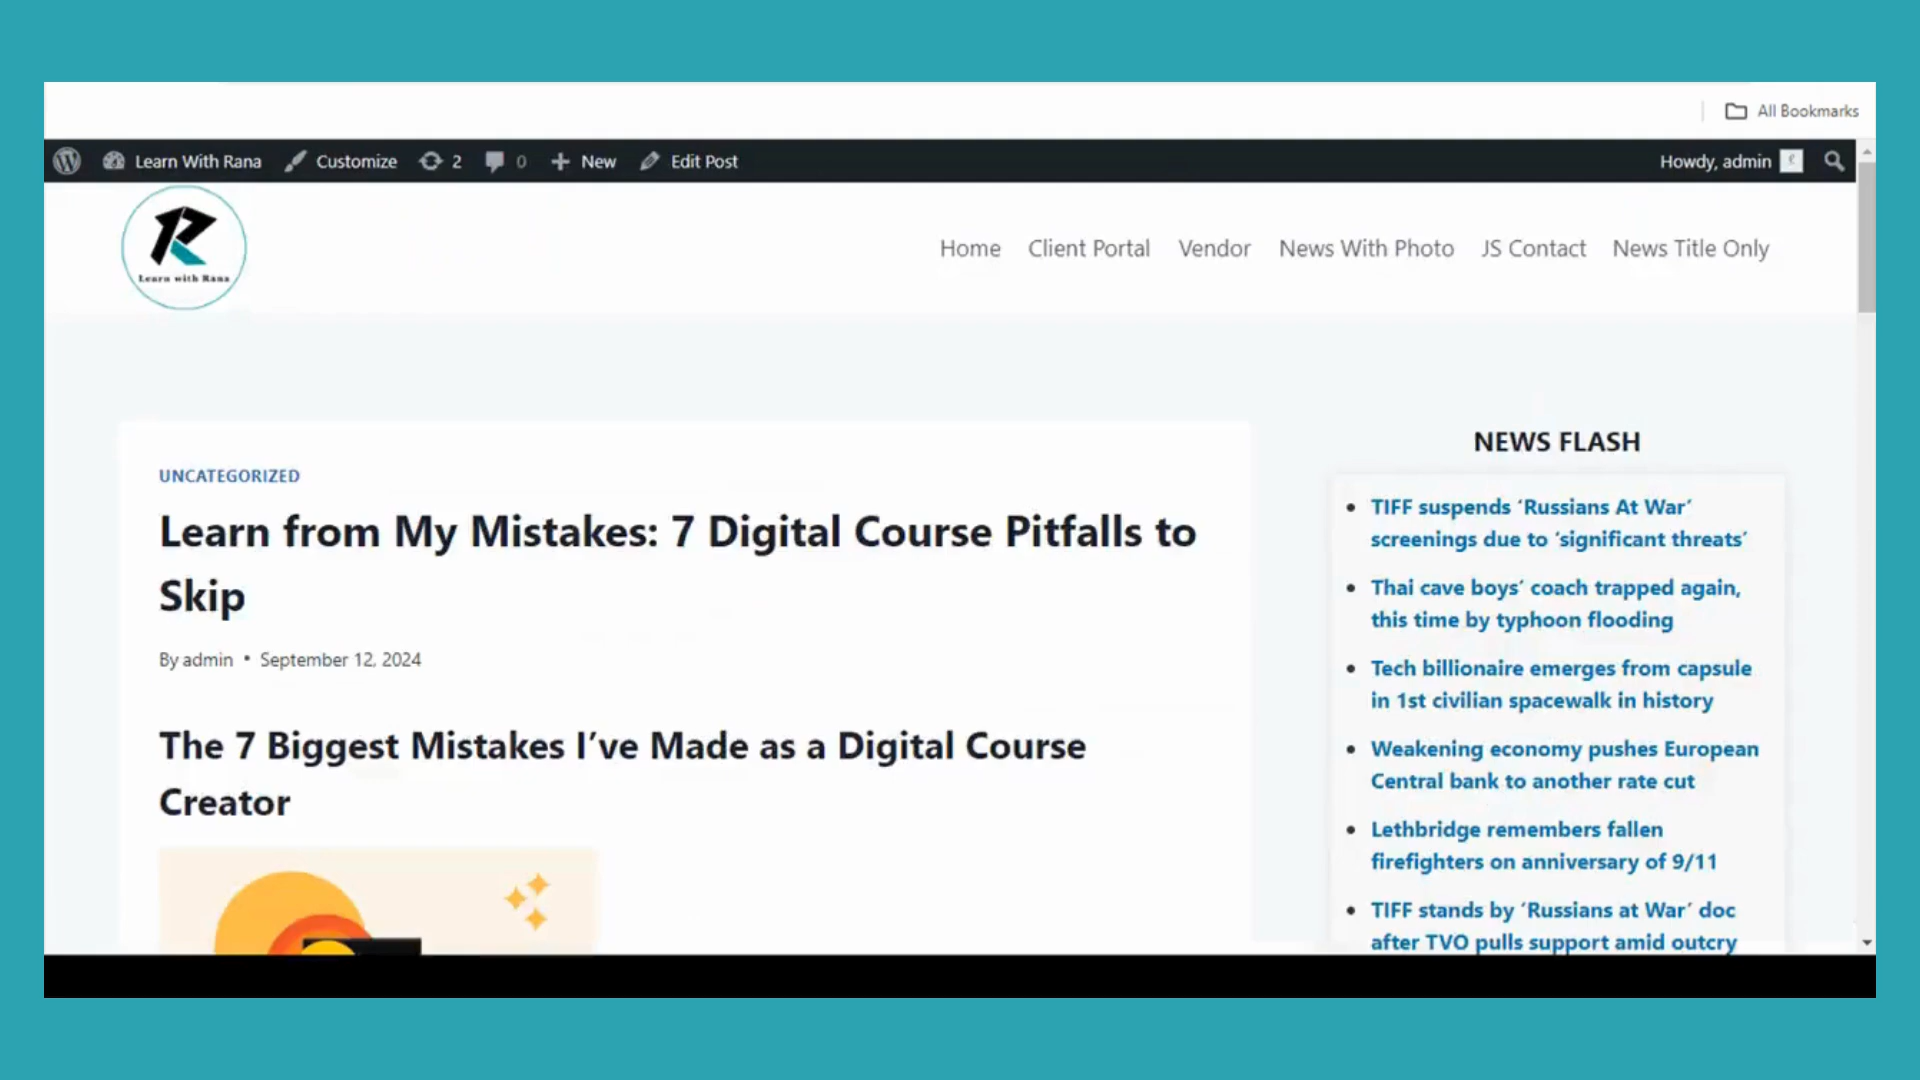 All Bookmarks
Learn With Rana Customize 2 0 New Edit Post Howdy, admin
Learn with Rana
Home Client Portal Vendor News With Photo JS Contact News Title Only
UNCATEGORIZED
Learn from My Mistakes: 7 Digital Course Pitfalls to
Skip
By admin • September 12, 2024
The 7 Biggest Mistakes I’ve Made as a Digital Course
Creator
NEWS FLASH
• TIFF suspends ‘Russians At War’
screenings due to ‘significant threats’
• Thai cave boys’ coach trapped again,
this time by typhoon flooding
• Tech billionaire emerges from capsule
in 1st civilian spacewalk in history
• Weakening economy pushes European
Central bank to another rate cut
• Lethbridge remembers fallen
firefighters on anniversary of 9/11
• TIFF stands by ‘Russians at War’ doc
after TVO pulls support amid outcry